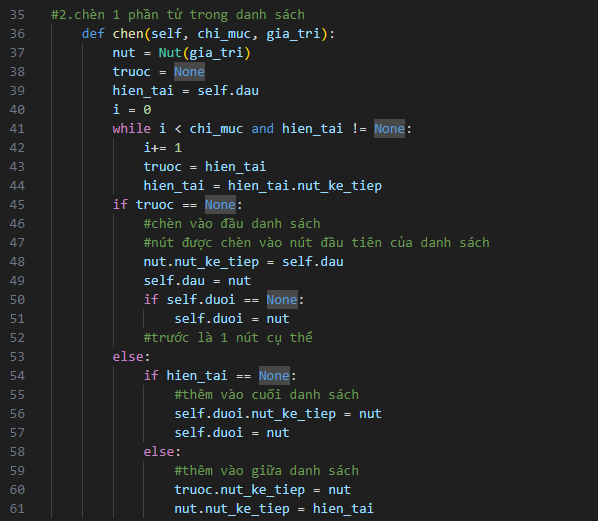 35 #2.chèn 1 phần tử trong danh sách
36 def chen(self, chi_muc, gia_tri):
37 nut = Nut(gia_tri)
38 truoc = None
39 hien_tai = self.dau
40 i = 0
41 while i < chi_muc and hien_tai != None:
42 i+= 1
43 truoc = hien_tai
44 hien_tai = hien_tai.nut_ke_tiep
45 if truoc == None:
46 #chèn vào đầu danh sách
47 #nút được chèn vào nút đầu tiên của danh sách
48 nut.nut_ke_tiep = self.dau
49 self.dau = nut
50 if self.duoi == None:
51 self.duoi = nut
52 #trước là 1 nút cụ thể
53 else:
54 if hien_tai == None:
55 #thêm vào cuối danh sách
56 self.duoi.nut_ke_tiep = nut
57 self.duoi = nut
58 else:
59 #thêm vào giữa danh sách
60 truoc.nut_ke_tiep = nut
61 nut.nut_ke_tiep = hien_tai